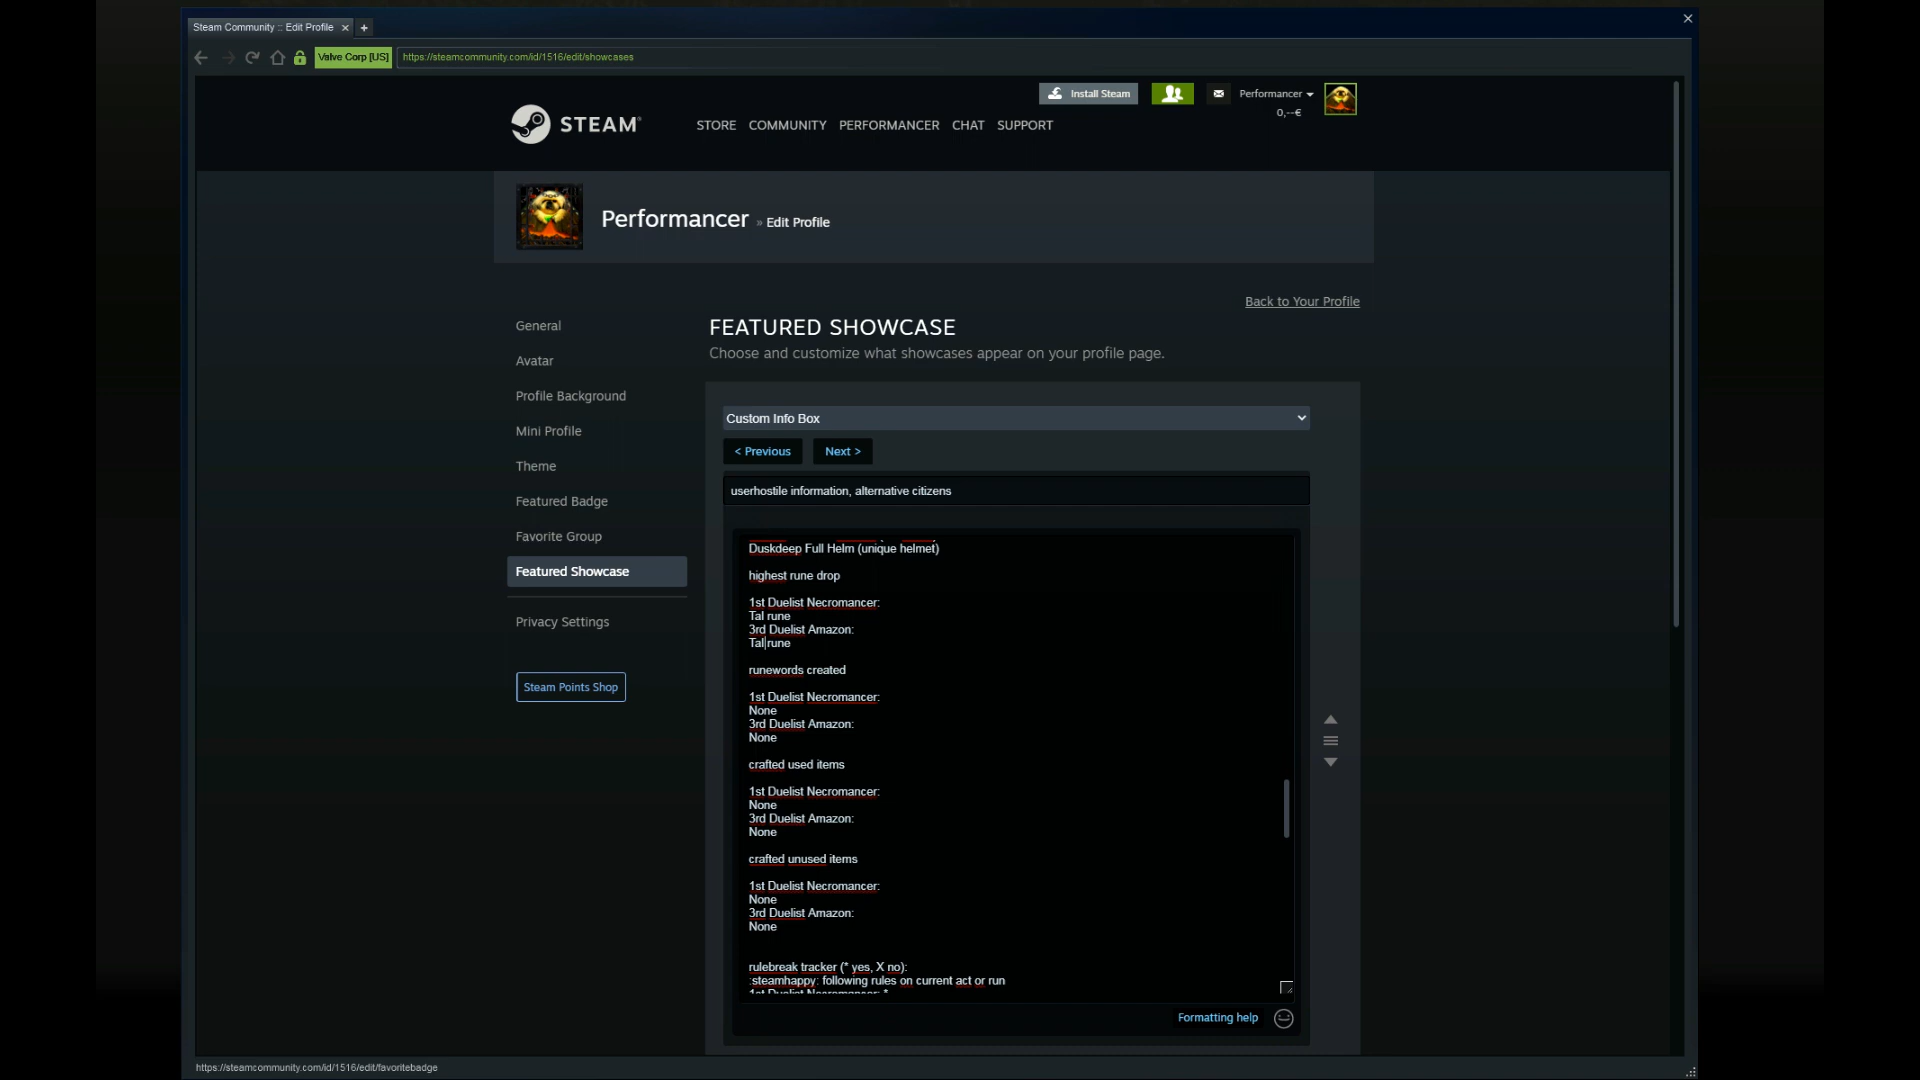 Steam Community :: Edit Profile
Valve Corp [US]
https://steamcommunity.com/id/1516/edit/showcases
Install Steam
Performancer
0,--€
STEAM
STORE COMMUNITY PERFORMANCER CHAT SUPPORT
Performancer » Edit Profile
Back to Your Profile
General
Avatar
Profile Background
Mini Profile
Theme
Featured Badge
Favorite Group
Featured Showcase
Privacy Settings
Steam Points Shop
FEATURED SHOWCASE
Choose and customize what showcases appear on your profile page.
Custom Info Box
< Previous Next >
userhostile information, alternative citizens
Duskdeep Full Helm (unique helmet)
highest rune drop
1st Duelist Necromancer:
Tal rune
3rd Duelist Amazon:
Tal rune
runewords created
1st Duelist Necromancer:
None
3rd Duelist Amazon:
None
crafted used items
1st Duelist Necromancer:
None
3rd Duelist Amazon:
None
crafted unused items
1st Duelist Necromancer:
None
3rd Duelist Amazon:
None
rulebreak tracker (* yes, X no):
:steamhappy: following rules on current act or run
1st Duelist Necromancer: *
Formatting help
https://steamcommunity.com/id/1516/edit/favoritebadge